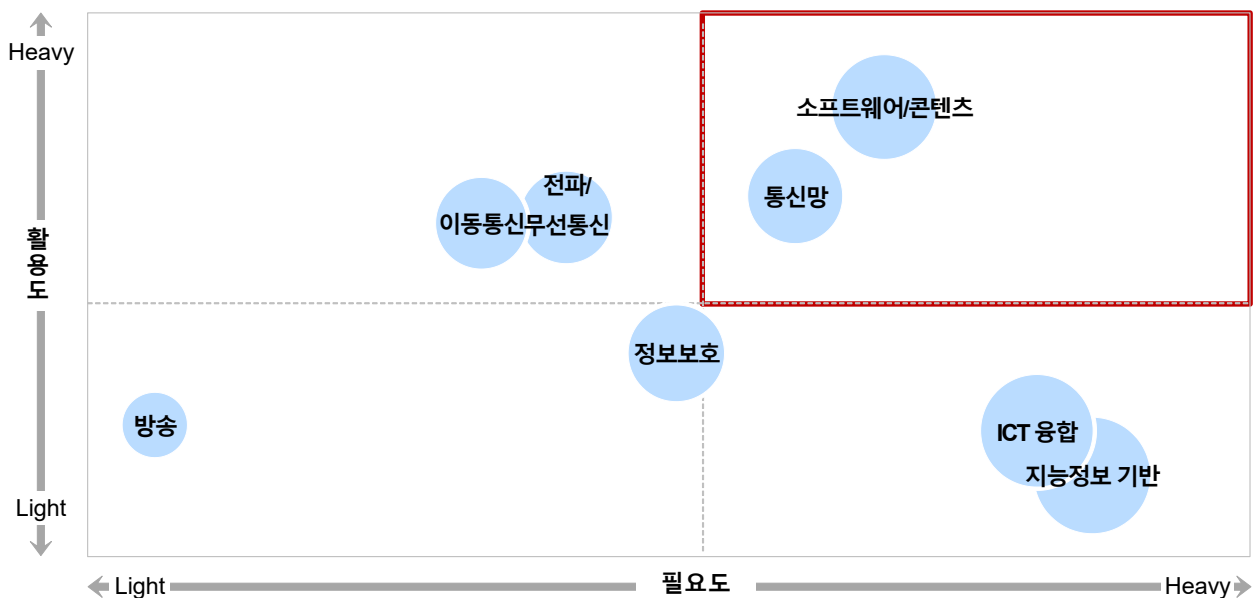 Heavy
소프트웨어/콘텐츠
전파/
통신망
이동통신
무선통신
활용도
정보보호
방송
ICT 융합
지능정보 기반
Light
Light
필요도
Heavy